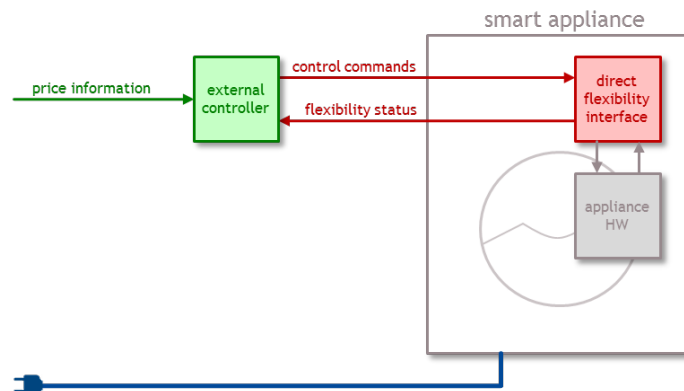 smart appliance
price information
external
controller
control commands
flexibility status
direct
flexibility
interface
appliance
HW